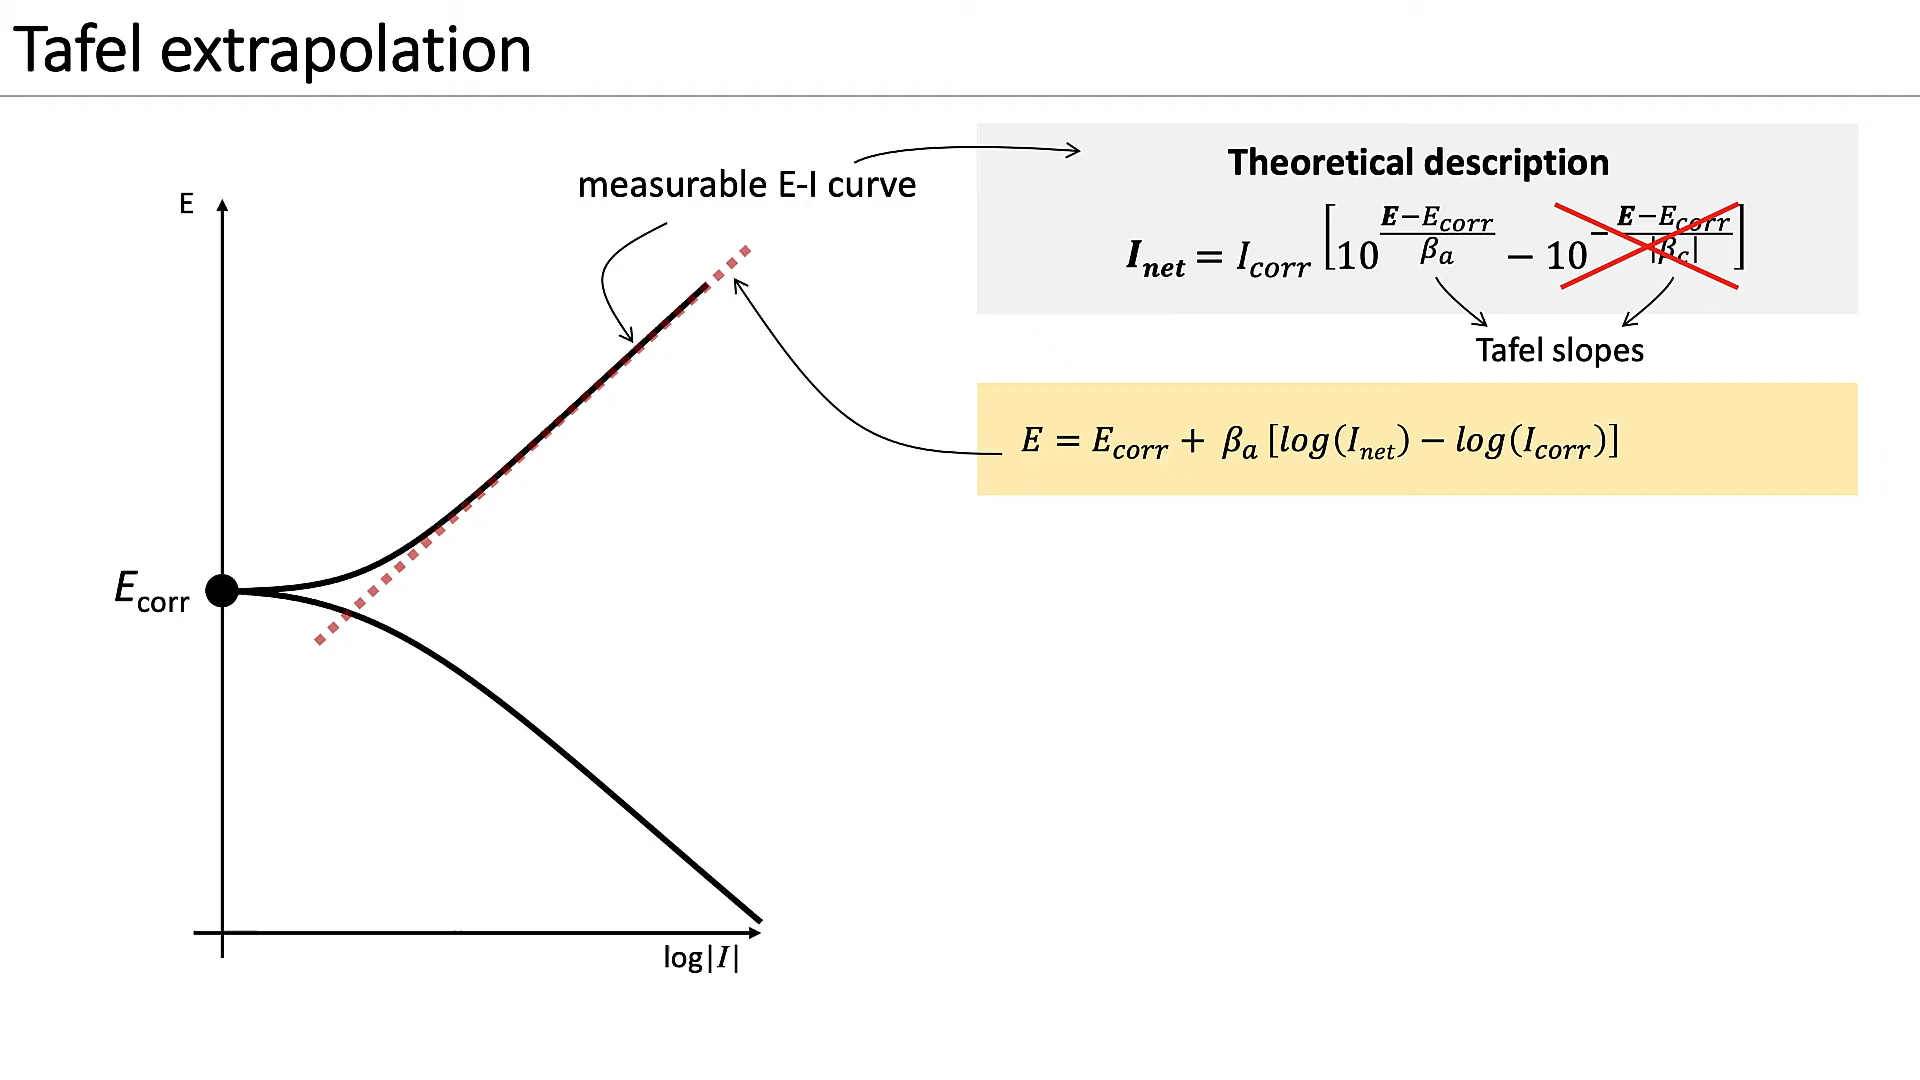 Tafel extrapolation
measurable E-I curve
E
E_corr
log|I|
Theoretical description
I_net = I_corr [10^((E−E_corr)/β_a) − 10^(−(E−E_corr)/|β_c|)]
Tafel slopes
E = E_corr + β_a [log(I_net) − log(I_corr)]